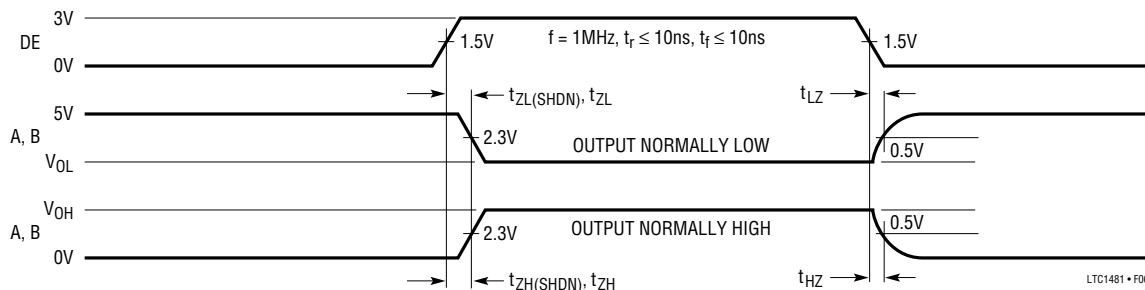 3V
DE
1.5V
f = 1MHz, tr ≤ 10ns, tf ≤ 10ns
1.5V
0V
tZL(SHDN), tZL
tLZ
5V
A, B
2.3V
OUTPUT NORMALLY LOW
0.5V
VOL
VOH
A, B
2.3V
OUTPUT NORMALLY HIGH
0.5V
0V
tZH(SHDN), tZH
tHZ
LTC1481 •